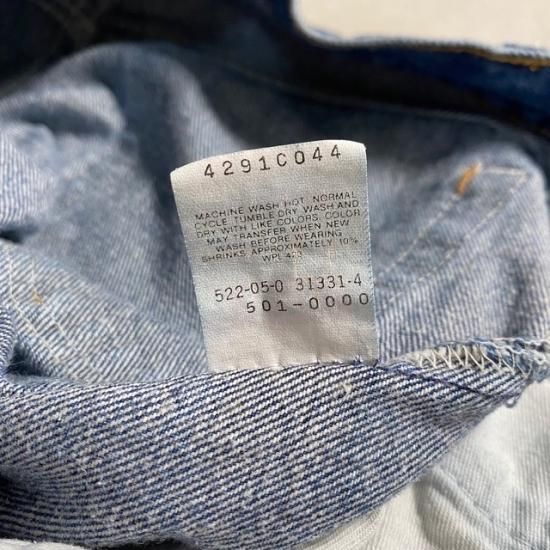 4291C044
MACHINE WASH HOT. NORMAL
CYCLE. TUMBLE DRY WASH AND
DRY WITH LIKE COLORS. COLOR
MAY TRANSFER WHEN NEW
WASH BEFORE WEARING
SHRINKS APPROXIMATELY 10%
WPL 423
522-05-0 31331-4
501-0000